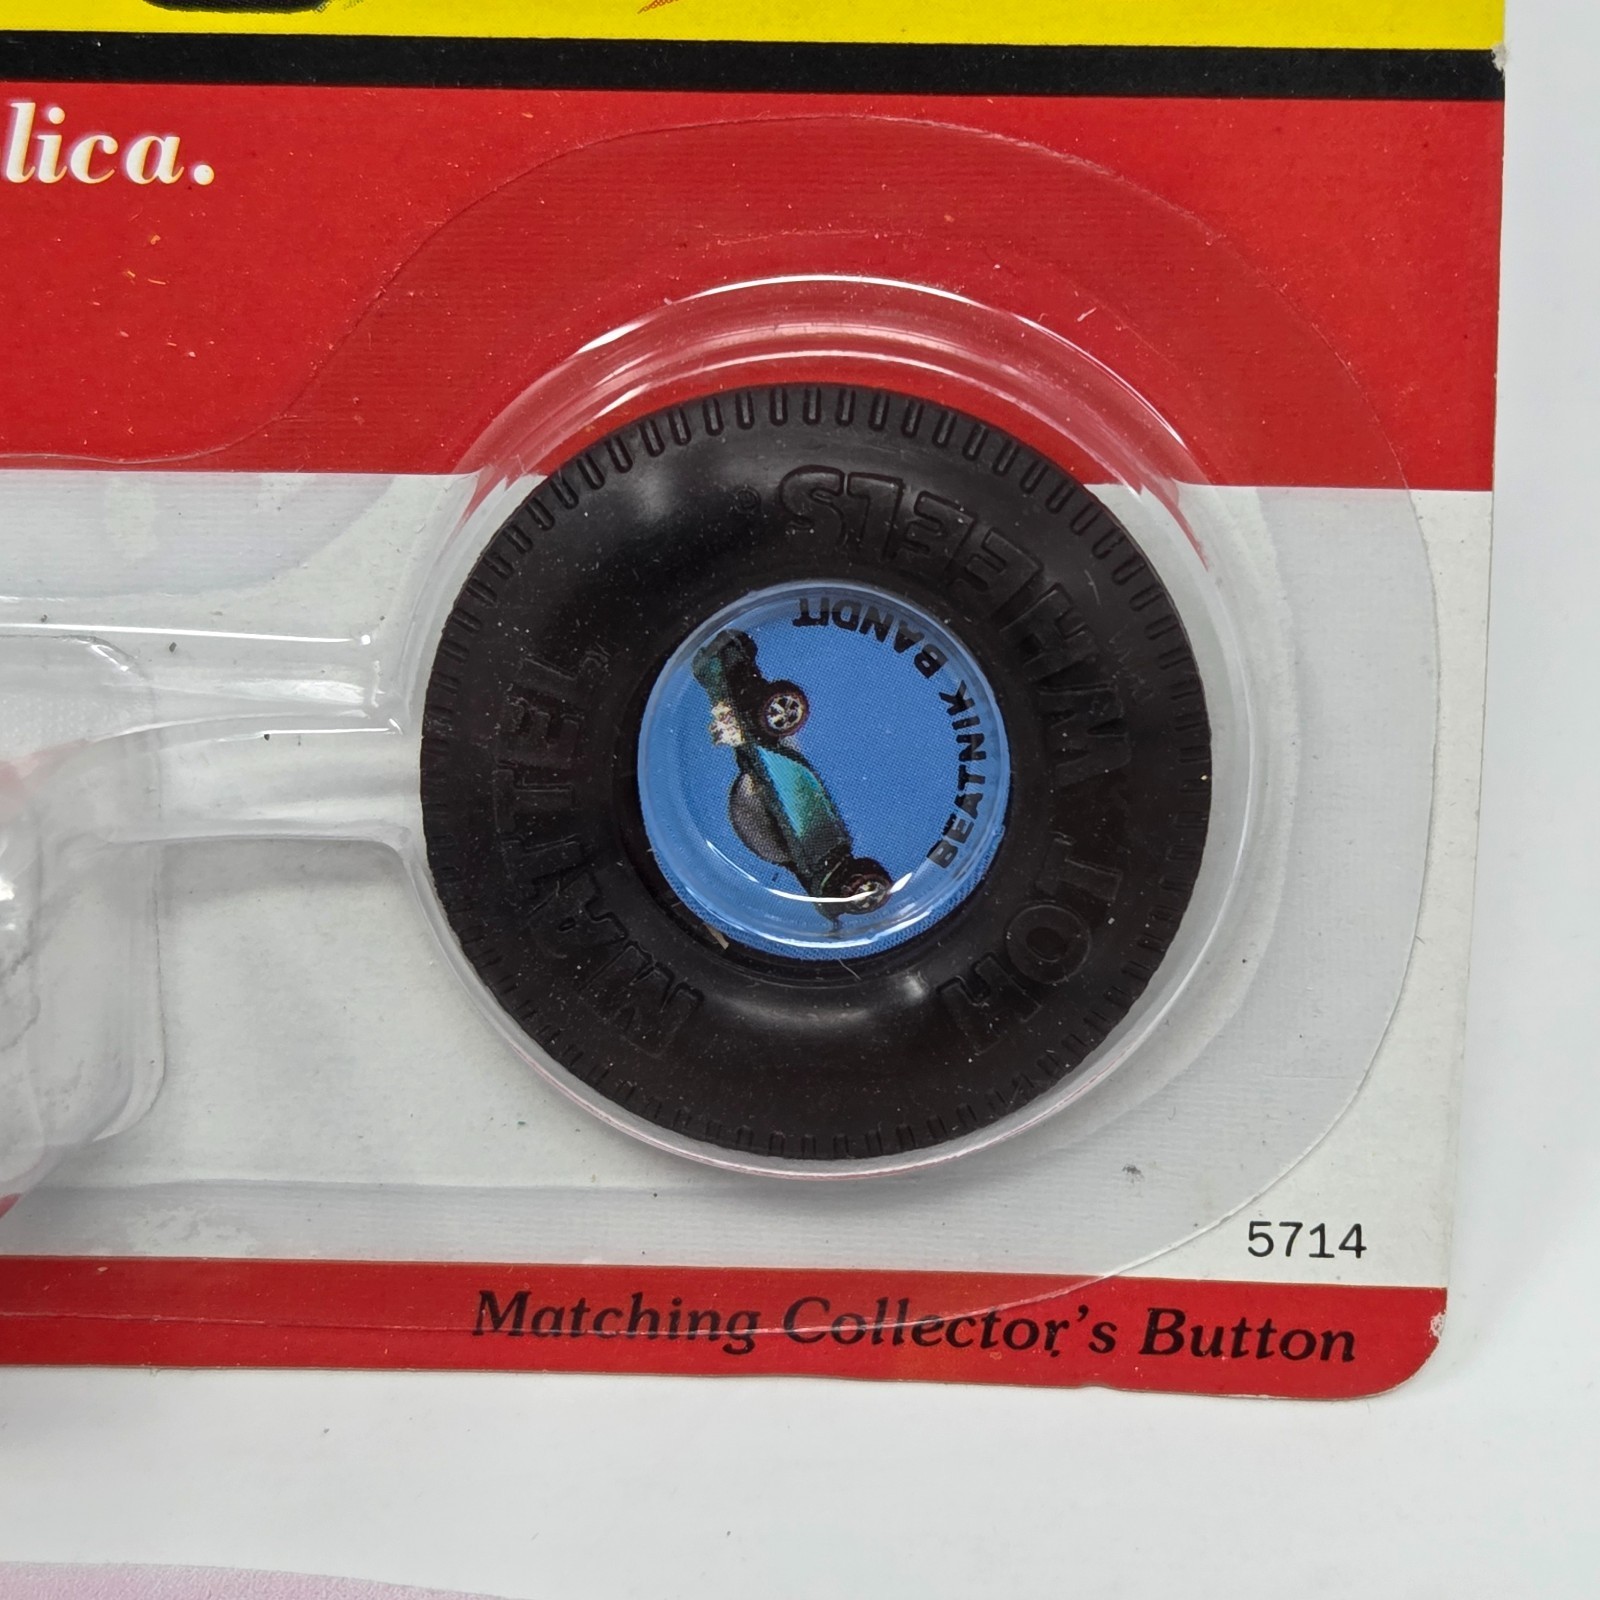 lica.
HOT WHEELS
MATTEL
BEATNIK BANDIT
5714
Matching Collector's Button